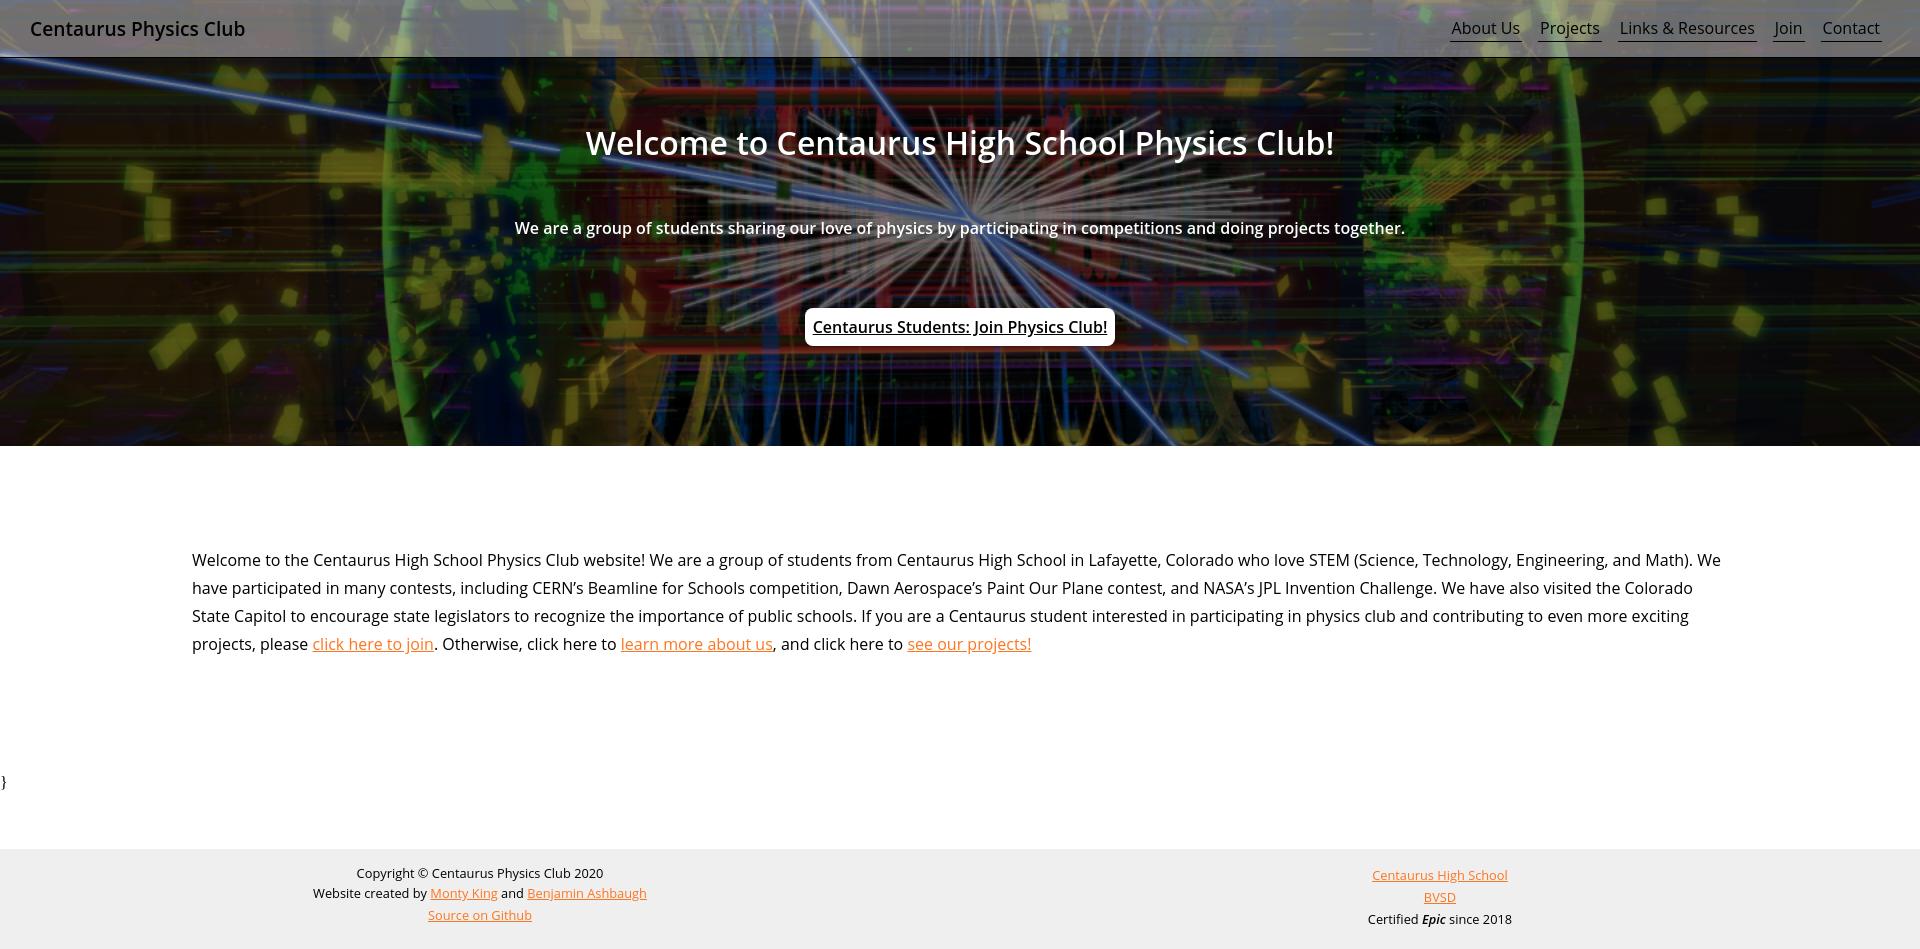 Centaurus Physics Club
About Us Projects Links & Resources Join Contact
Welcome to Centaurus High School Physics Club!
We are a group of students sharing our love of physics by participating in competitions and doing projects together.
Centaurus Students: Join Physics Club!
Welcome to the Centaurus High School Physics Club website! We are a group of students from Centaurus High School in Lafayette, Colorado who love STEM (Science, Technology, Engineering, and Math). We
have participated in many contests, including CERN’s Beamline for Schools competition, Dawn Aerospace’s Paint Our Plane contest, and NASA’s JPL Invention Challenge. We have also visited the Colorado
State Capitol to encourage state legislators to recognize the importance of public schools. If you are a Centaurus student interested in participating in physics club and contributing to even more exciting
projects, please click here to join. Otherwise, click here to learn more about us, and click here to see our projects!
}
Copyright © Centaurus Physics Club 2020
Website created by Monty King and Benjamin Ashbaugh
Source on Github
Centaurus High School
BVSD
Certified Epic since 2018